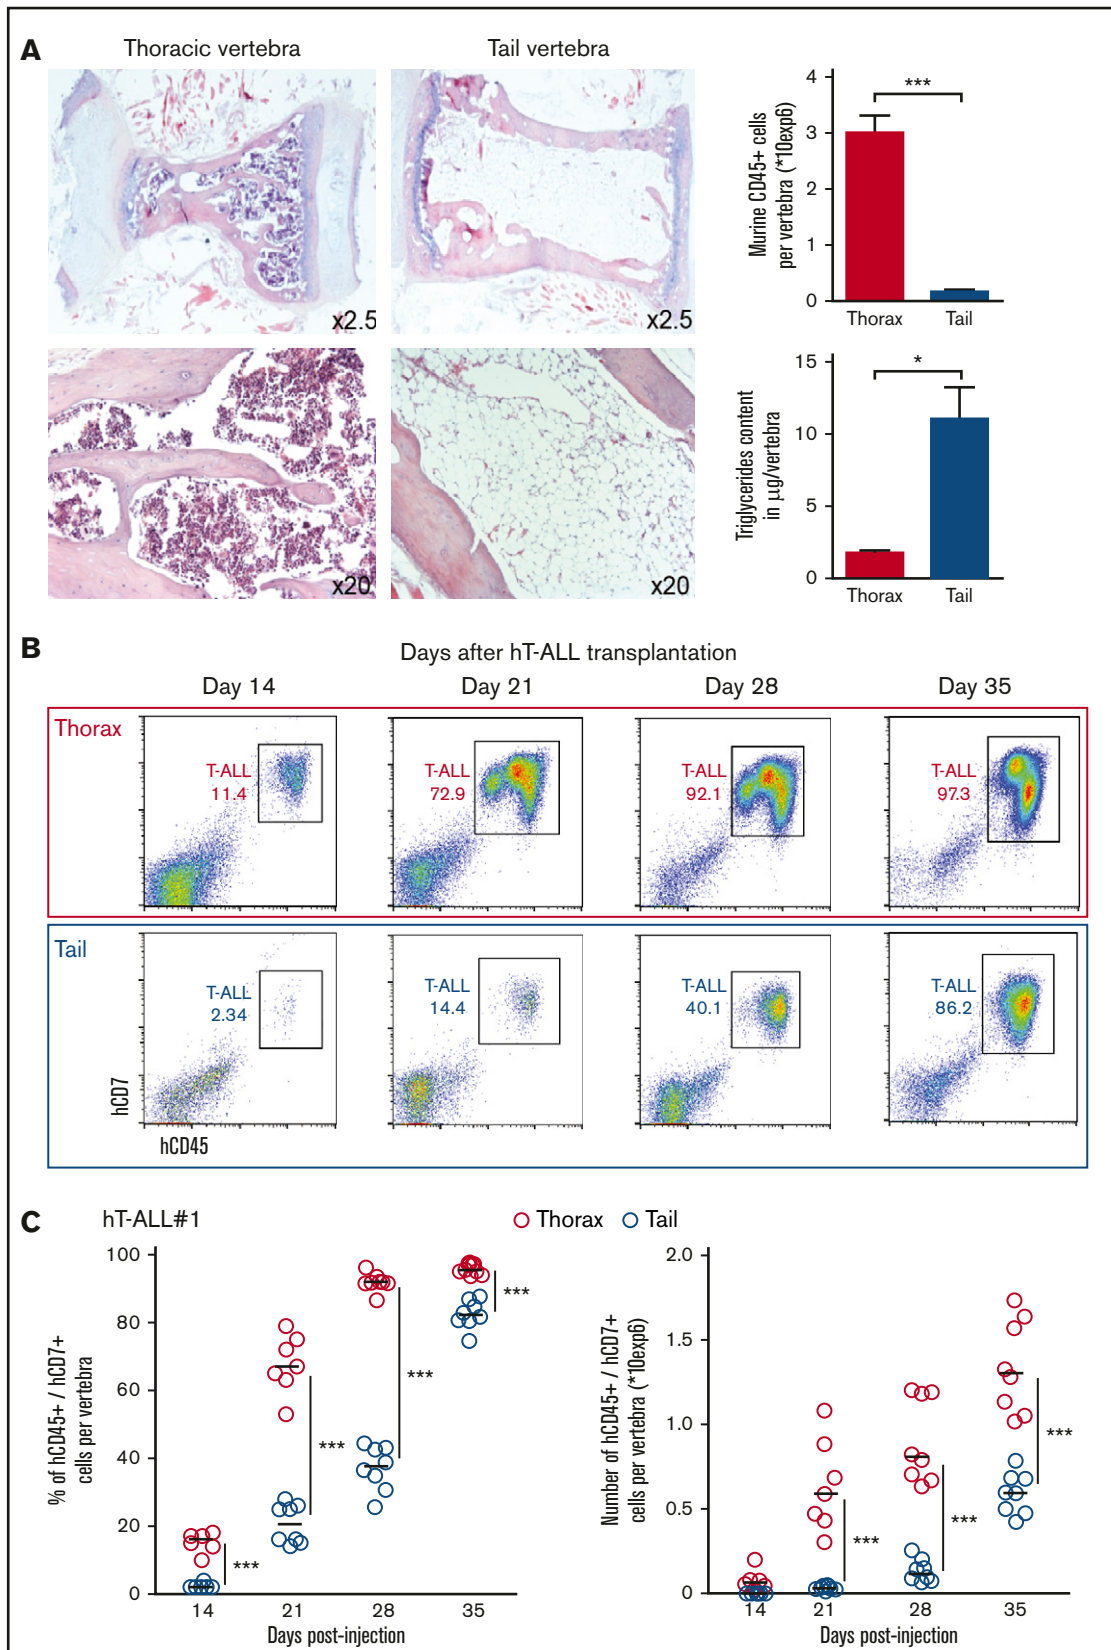 A
Thoracic vertebra
Tail vertebra
x2.5
x2.5
x20
x20
Murine CD45+ cells
per vertebra (*10exp6)
4
3
2
1
0
***
Thorax
Tail
Triglycerides content
in µg/vertebra
15
10
5
0
*
Thorax
Tail
B
Days after hT-ALL transplantation
Day 14
Day 21
Day 28
Day 35
Thorax
T-ALL
11.4
T-ALL
72.9
T-ALL
92.1
T-ALL
97.3
Tail
T-ALL
2.34
T-ALL
14.4
T-ALL
40.1
T-ALL
86.2
hCD7
hCD45
C
hT-ALL#1
Thorax
Tail
% of hCD45+ / hCD7+
cells per vertebra
100
80
60
40
20
0
***
***
***
***
14
21
28
35
Days post-injection
Number of hCD45+ / hCD7+
cells per vertebra (*10exp6)
2.0
1.5
1.0
0.5
0
***
***
***
14
21
28
35
Days post-injection